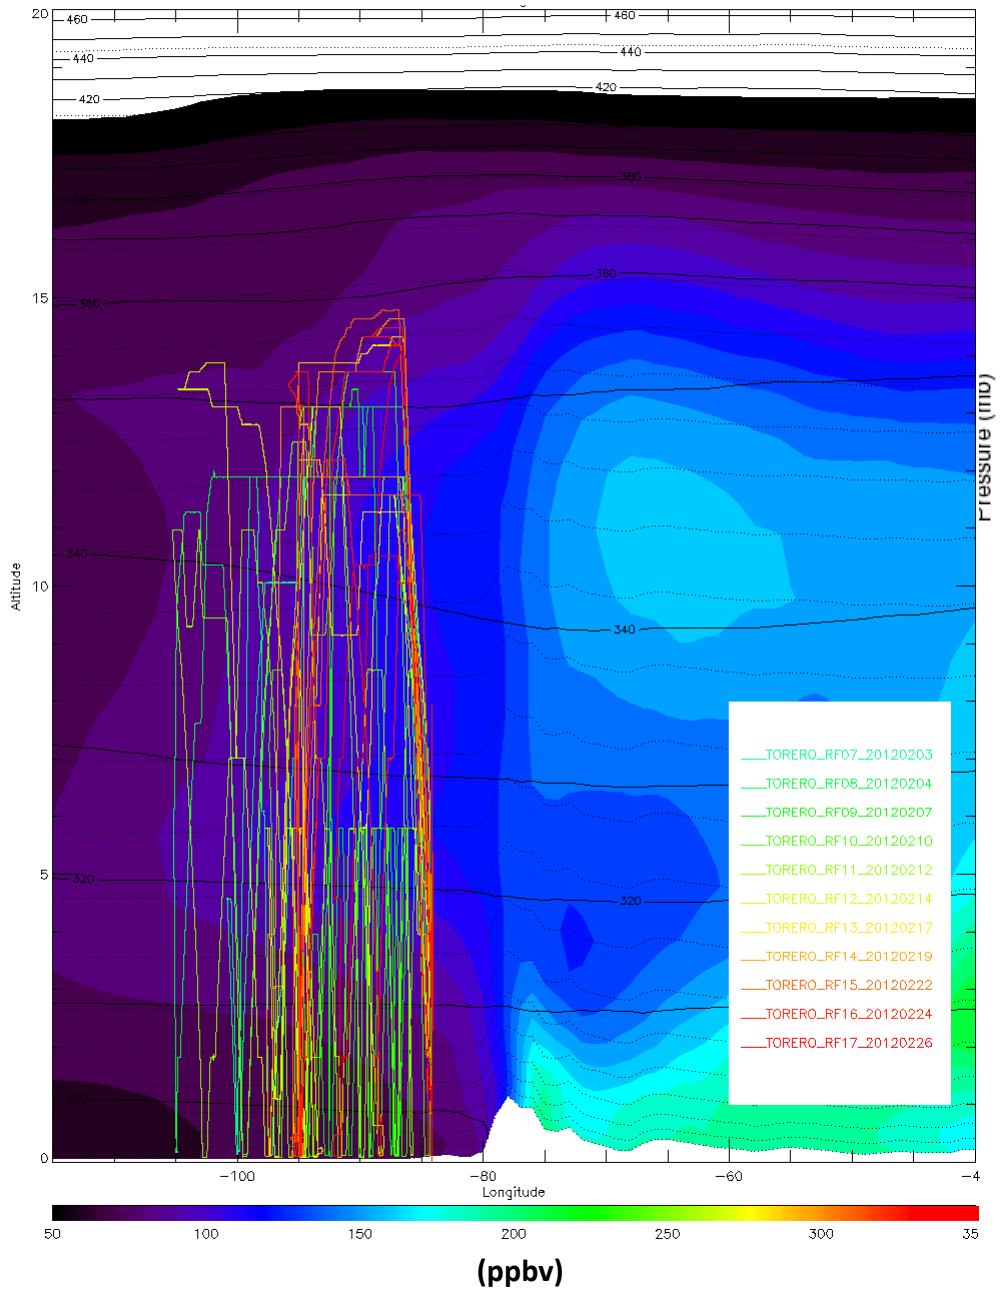 20
460
460
440
440
420
420
380
380
360
360
15
Pressure (mb)
340
10
340
Altitude
TORERO_RF07_20120203
TORERO_RF08_20120204
TORERO_RF09_20120207
TORERO_RF10_20120210
TORERO_RF11_20120212
TORERO_RF12_20120214
TORERO_RF13_20120217
TORERO_RF14_20120219
TORERO_RF15_20120222
TORERO_RF16_20120224
TORERO_RF17_20120226
5
320
320
300
0
-100
-80
-60
-4
Longitude
50
100
150
200
250
300
35
(ppbv)